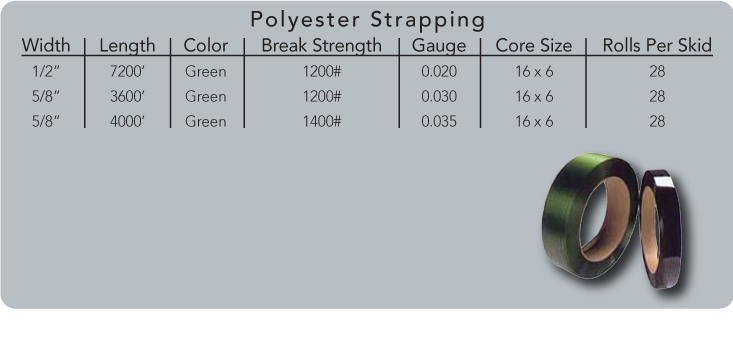 Polyester Strapping
Width Length Color Break Strength Gauge Core Size Rolls Per Skid
1/2” 7200’ Green 1200# 0.020 16 x 6 28
5/8” 3600’ Green 1200# 0.030 16 x 6 28
5/8” 4000’ Green 1400# 0.035 16 x 6 28